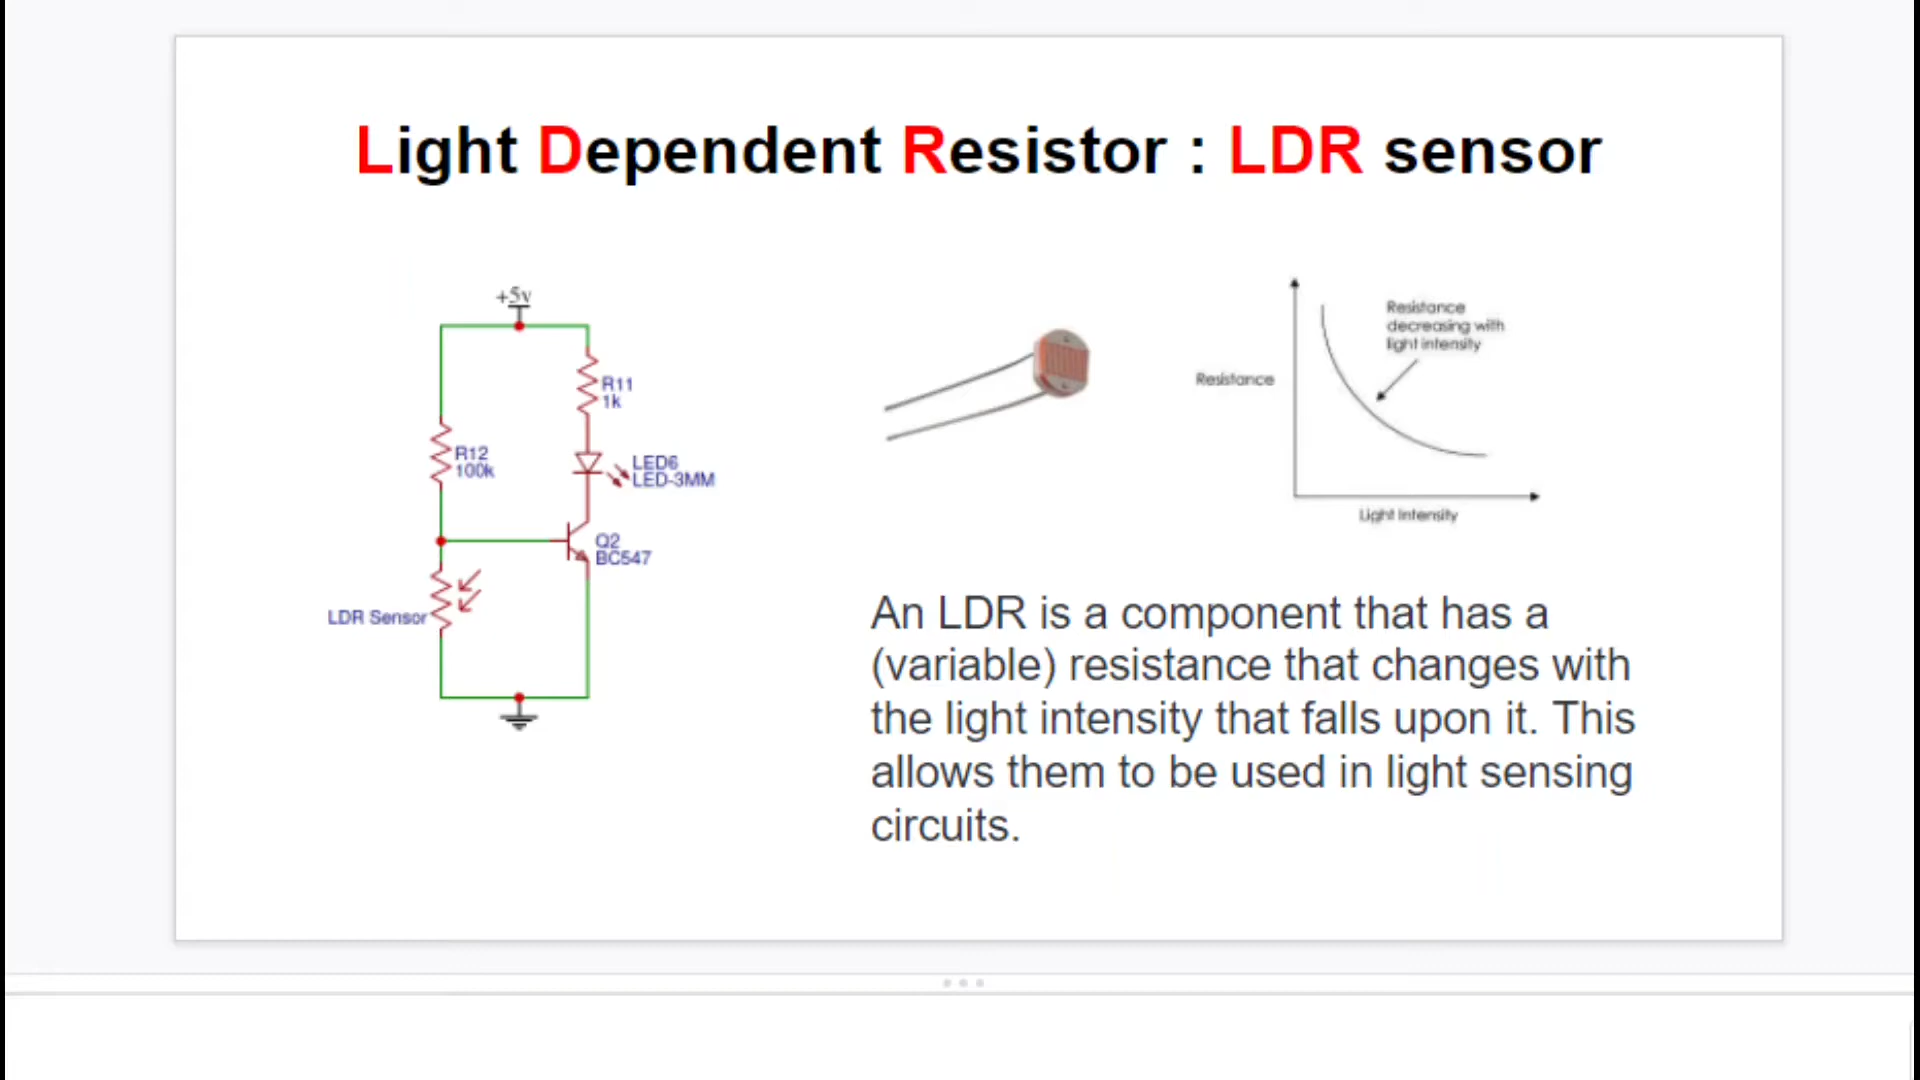 Light Dependent Resistor : LDR sensor
+5v
R11
1k
R12
100k
LED6
LED-3MM
Q2
BC547
LDR Sensor
Resistance
decreasing with
light intensity
Resistance
Light Intensity
An LDR is a component that has a
(variable) resistance that changes with
the light intensity that falls upon it. This
allows them to be used in light sensing
circuits.